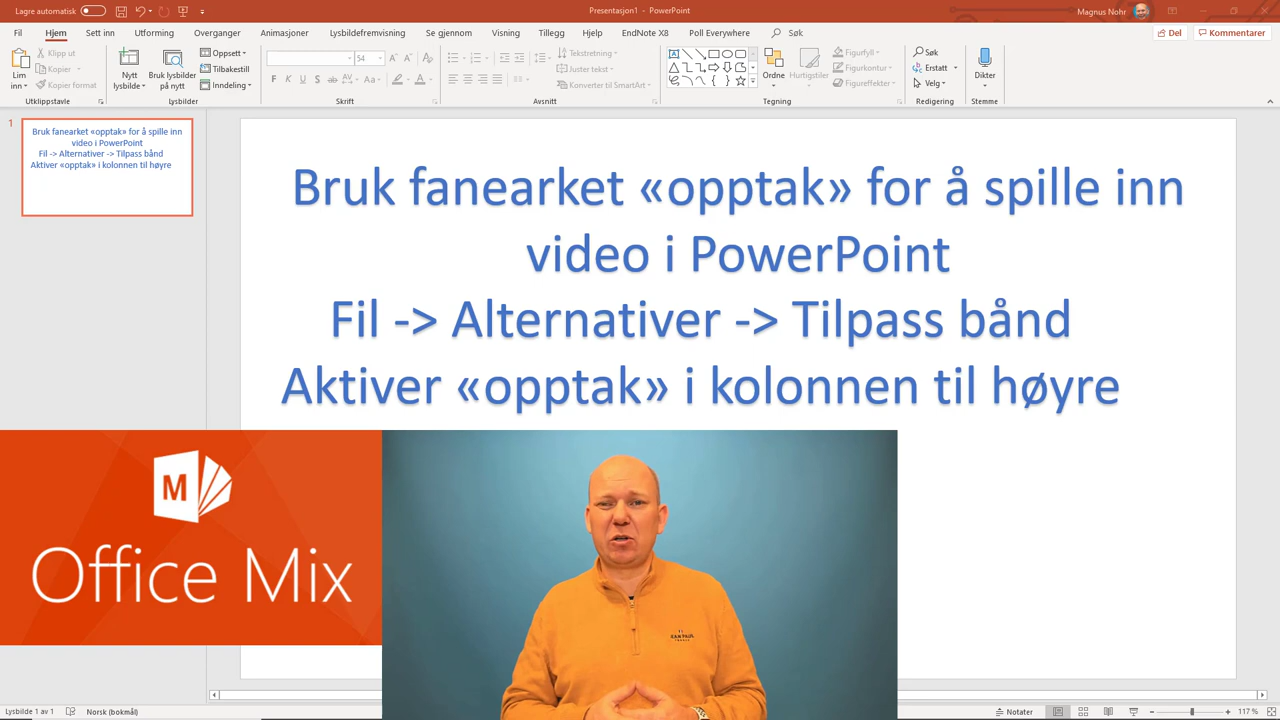 Lagre automatisk
Presentasjon1 - PowerPoint
Magnus Nohr
Fil Hjem Sett inn Utforming Overganger Animasjoner Lysbildefremvisning Se gjennom Visning Tillegg Hjelp EndNote X8 Poll Everywhere Søk Del Kommentarer
Lim inn
Klipp ut
Kopier
Kopier format
Utklippstavle
Nytt lysbilde
Bruk lysbilder på nytt
Oppsett
Tilbakestill
Inndeling
Lysbilder
54
F K U S ab AV Aa A
Skrift
Tekstretning
Juster tekst
Konverter til SmartArt
Avsnitt
Ordne
Hurtigstiler
Figurfyll
Figurkontur
Figureffekter
Tegning
Søk
Erstatt
Velg
Redigering
Dikter
Stemme
1
Bruk fanearket «opptak» for å spille inn
video i PowerPoint
Fil -> Alternativer -> Tilpass bånd
Aktiver «opptak» i kolonnen til høyre
Bruk fanearket «opptak» for å spille inn
video i PowerPoint
Fil -> Alternativer -> Tilpass bånd
Aktiver «opptak» i kolonnen til høyre
M
Office Mix
Lysbilde 1 av 1 Norsk (bokmål) Notater 117 %